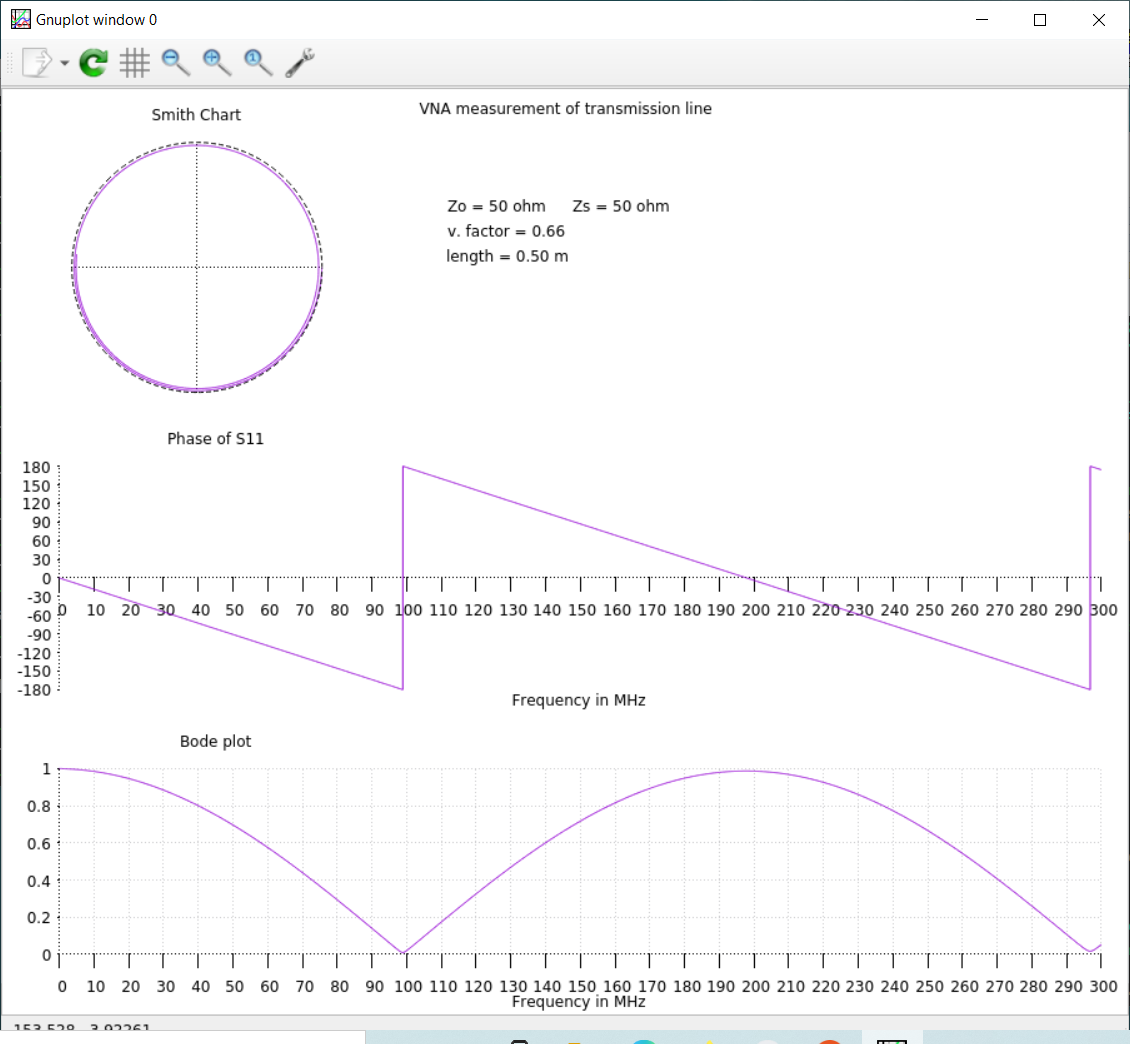 Gnuplot window 0
Smith Chart
VNA measurement of transmission line
Zo = 50 ohm Zs = 50 ohm
v. factor = 0.66
length = 0.50 m
Phase of S11
180
150
120
90
60
30
0
-30
-60
-90
-120
-150
-180
0 10 20 30 40 50 60 70 80 90 100 110 120 130 140 150 160 170 180 190 200 210 220 230 240 250 260 270 280 290 300
Frequency in MHz
Bode plot
1
0.8
0.6
0.4
0.2
0
0 10 20 30 40 50 60 70 80 90 100 110 120 130 140 150 160 170 180 190 200 210 220 230 240 250 260 270 280 290 300
Frequency in MHz